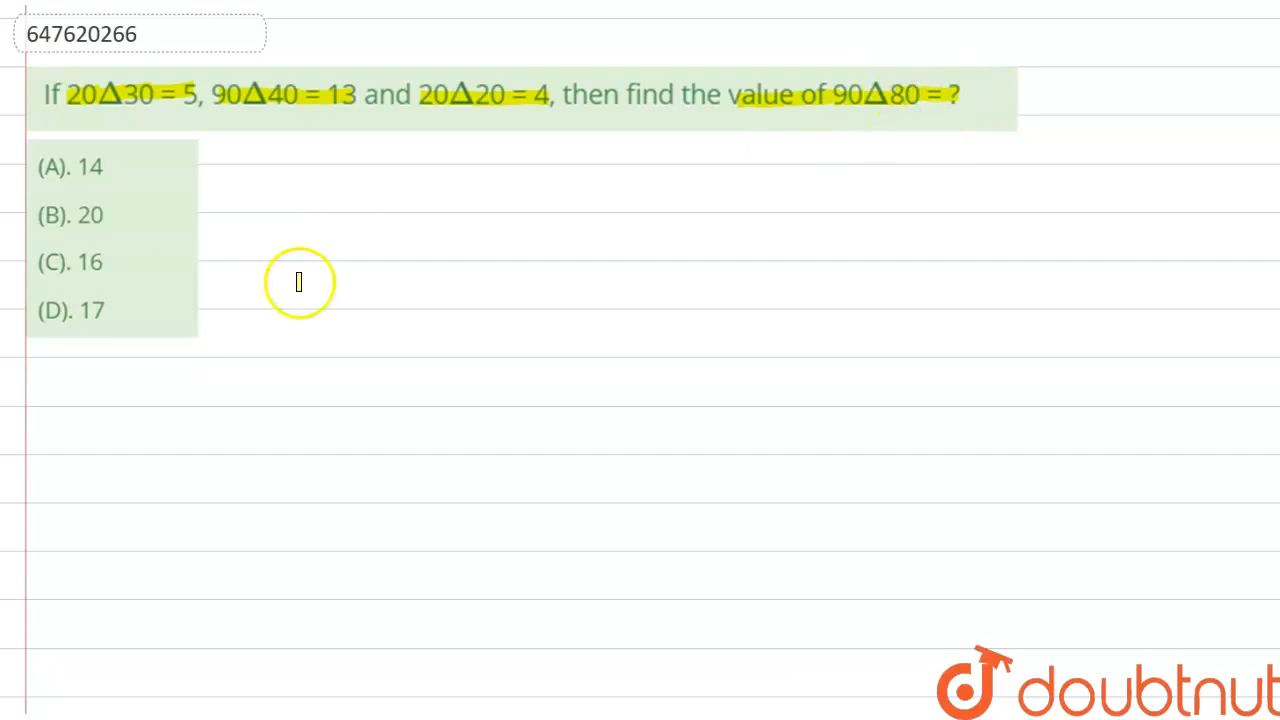 647620266
If 20Δ30 = 5, 90Δ40 = 13 and 20Δ20 = 4, then find the value of 90Δ80 = ?
(A). 14
(B). 20
(C). 16
(D). 17
doubtnut